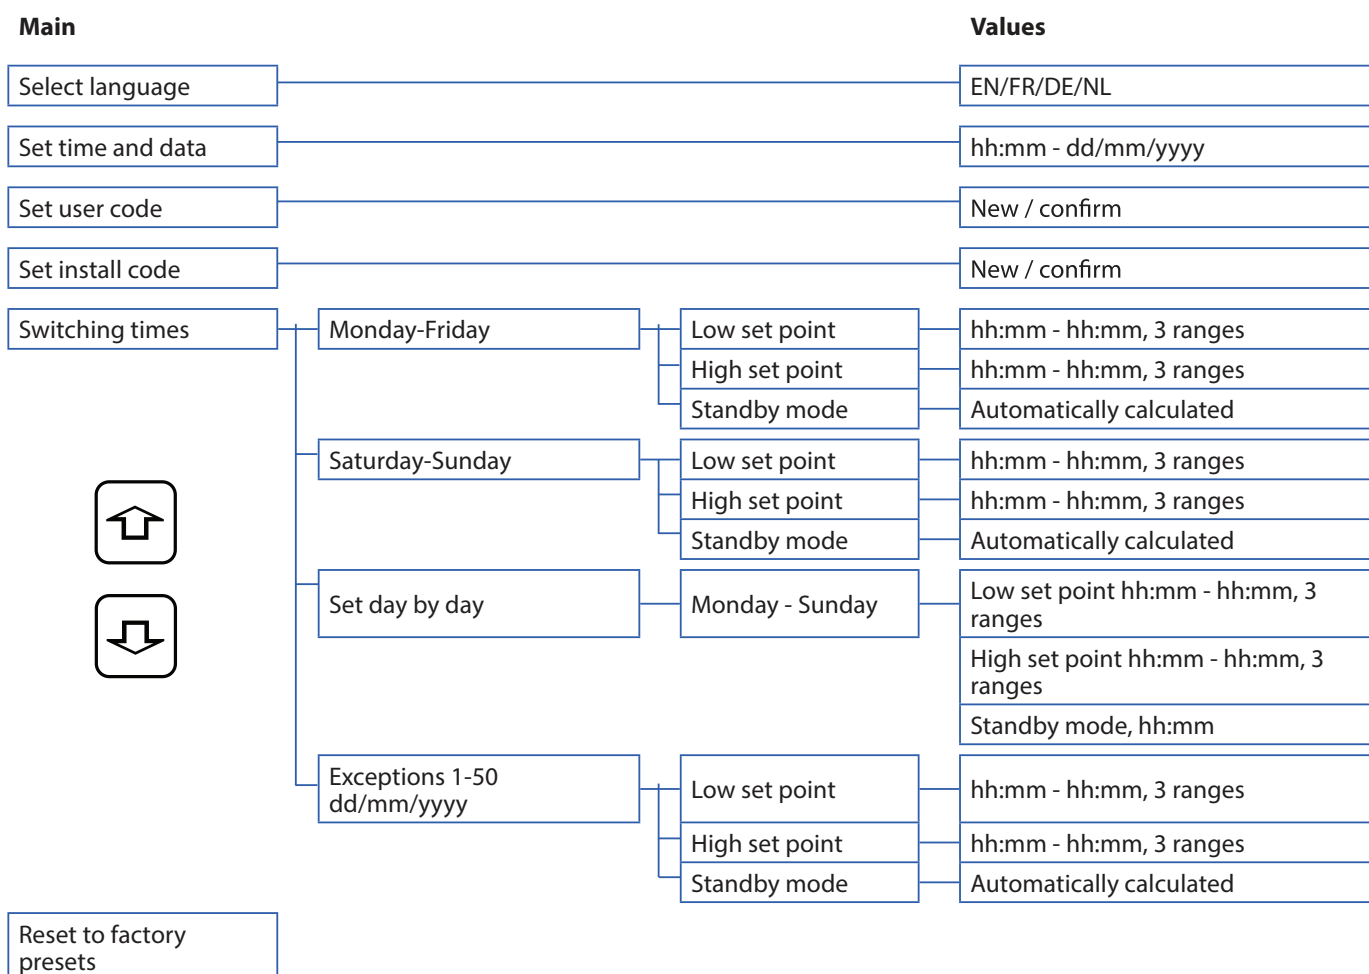 Main
Values
Select language
EN/FR/DE/NL
Set time and data
hh:mm - dd/mm/yyyy
Set user code
New / confirm
Set install code
New / confirm
Switching times
Monday-Friday
Low set point
hh:mm - hh:mm, 3 ranges
High set point
hh:mm - hh:mm, 3 ranges
Standby mode
Automatically calculated
Saturday-Sunday
Low set point
hh:mm - hh:mm, 3 ranges
High set point
hh:mm - hh:mm, 3 ranges
Standby mode
Automatically calculated
Set day by day
Monday - Sunday
Low set point hh:mm - hh:mm, 3
ranges
High set point hh:mm - hh:mm, 3
ranges
Standby mode, hh:mm
Exceptions 1-50
dd/mm/yyyy
Low set point
hh:mm - hh:mm, 3 ranges
High set point
hh:mm - hh:mm, 3 ranges
Standby mode
Automatically calculated
Reset to factory
presets